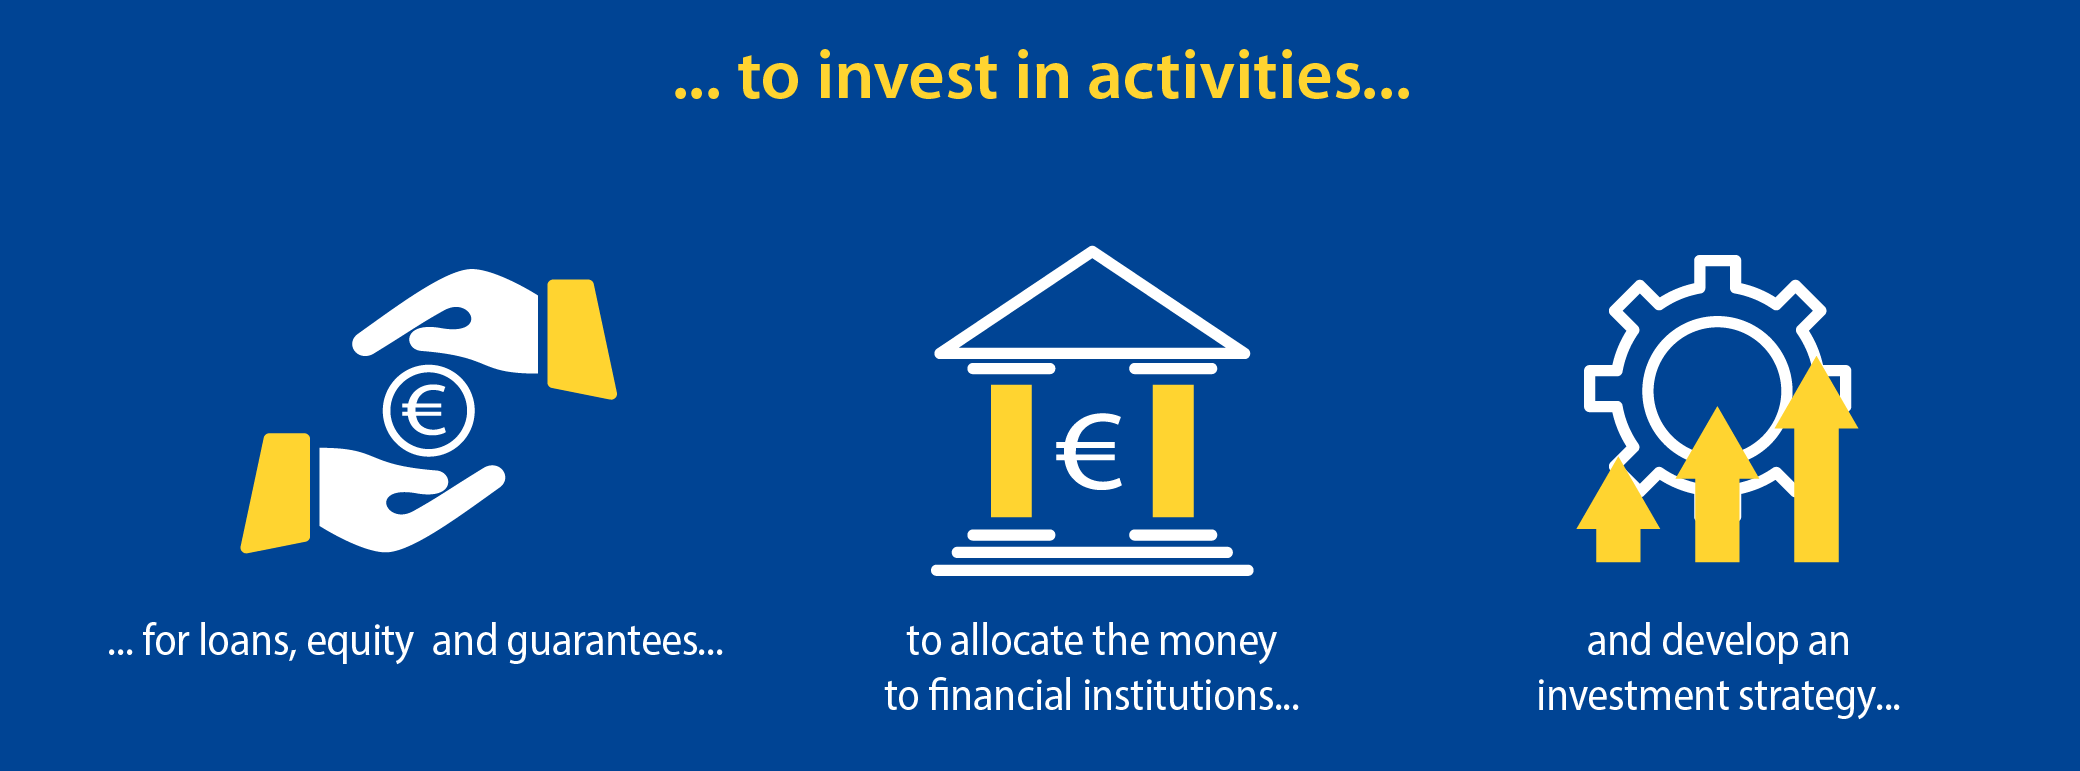 ... to invest in activities...
... for loans, equity and guarantees...
to allocate the money
to financial institutions...
and develop an
investment strategy...
€
€